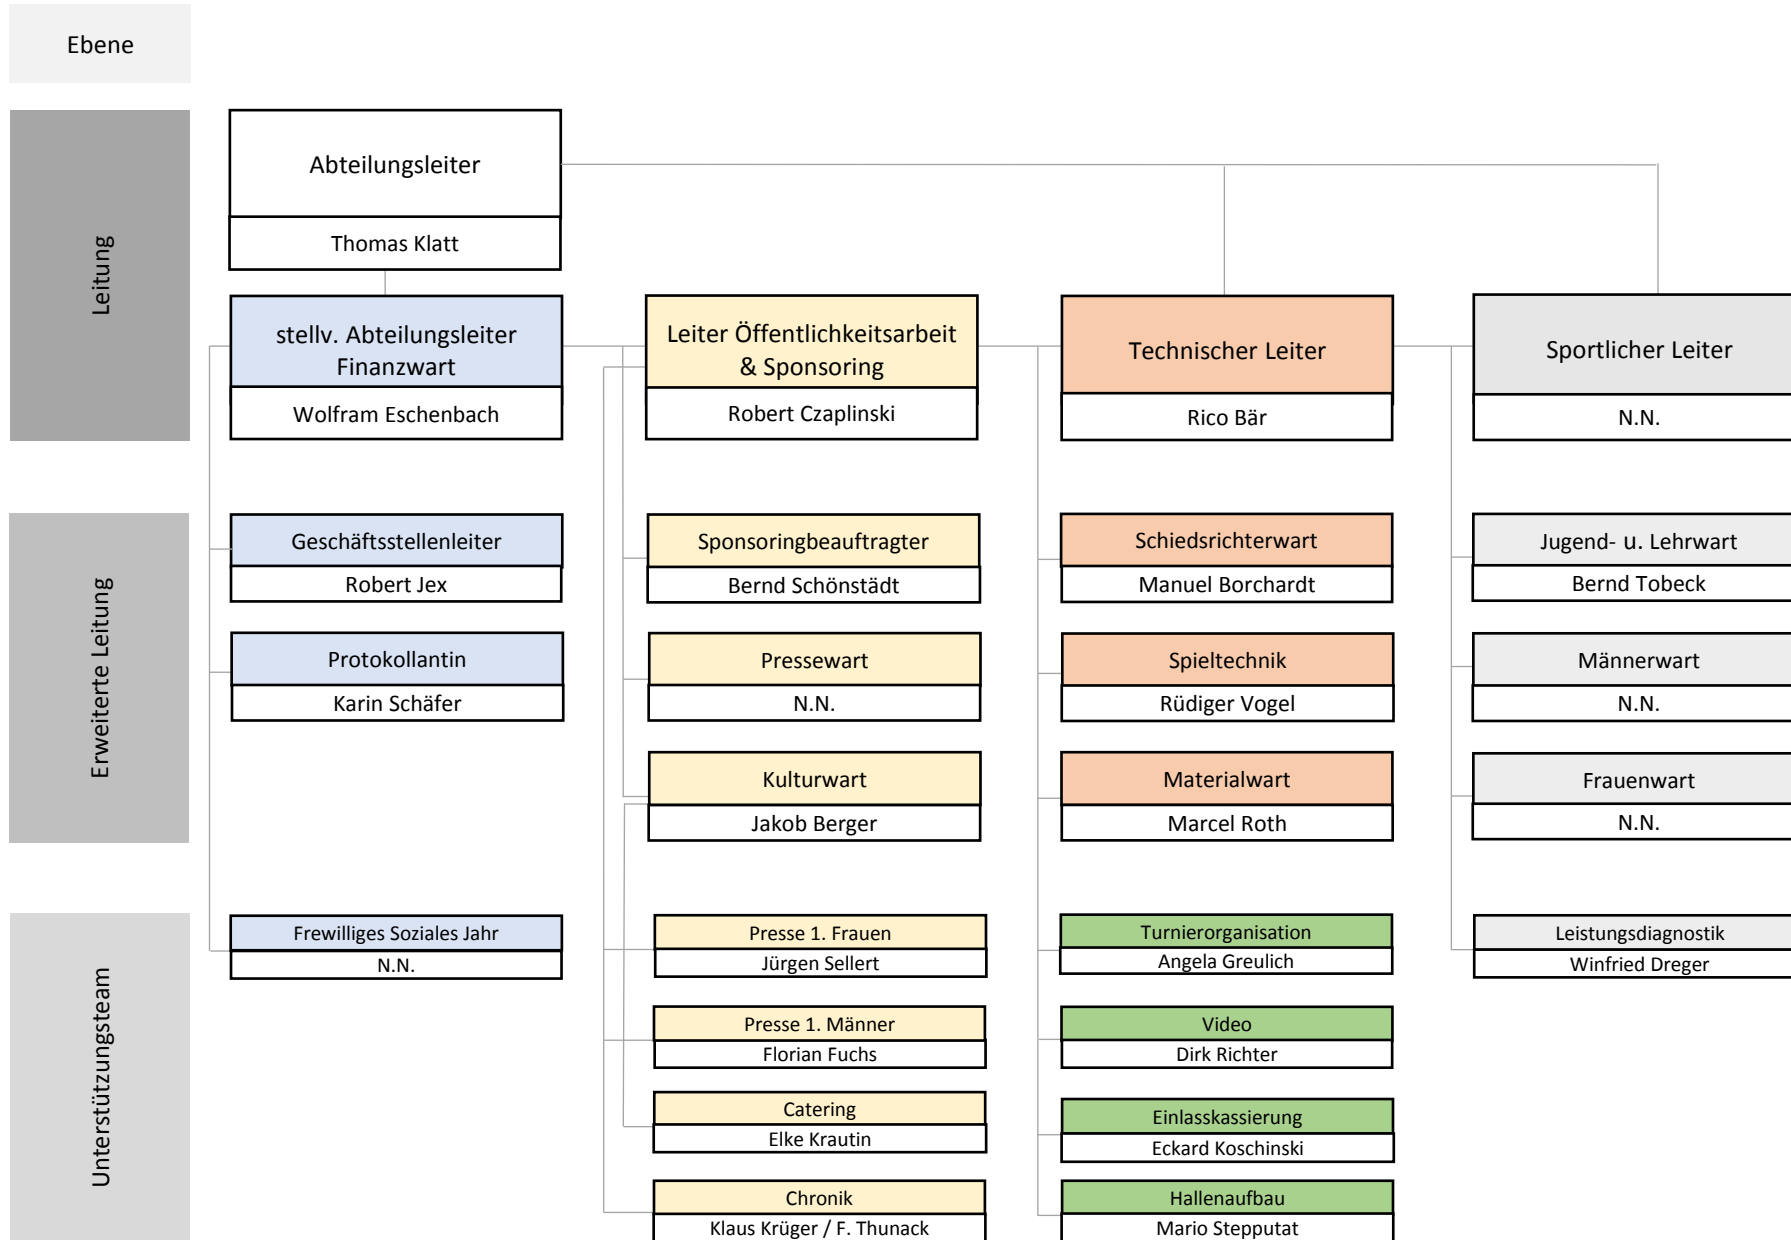 Ebene
Leitung
Abteilungsleiter
Thomas Klatt
stellv. Abteilungsleiter
Finanzwart
Wolfram Eschenbach
Leiter Öffentlichkeitsarbeit
& Sponsoring
Robert Czaplinski
Technischer Leiter
Rico Bär
Sportlicher Leiter
N.N.
Erweiterte Leitung
Geschäftsstellenleiter
Robert Jex
Sponsoringbeauftragter
Bernd Schönstädt
Schiedsrichterwart
Manuel Borchardt
Jugend- u. Lehrwart
Bernd Tobeck
Protokollantin
Karin Schäfer
Pressewart
N.N.
Spieltechnik
Rüdiger Vogel
Männerwart
N.N.
Kulturwart
Jakob Berger
Materialwart
Marcel Roth
Frauenwart
N.N.
Unterstützungsteam
Frewilliges Soziales Jahr
N.N.
Presse 1. Frauen
Jürgen Sellert
Turnierorganisation
Angela Greulich
Leistungsdiagnostik
Winfried Dreger
Presse 1. Männer
Florian Fuchs
Video
Dirk Richter
Catering
Elke Krautin
Einlasskassierung
Eckard Koschinski
Chronik
Klaus Krüger / F. Thunack
Hallenaufbau
Mario Stepputat